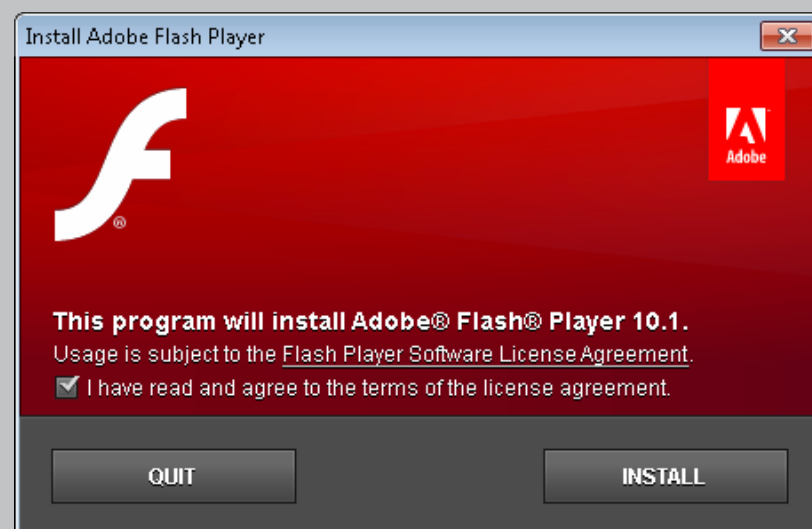 Install Adobe Flash Player
Adobe
®
This program will install Adobe® Flash® Player 10.1.
Usage is subject to the Flash Player Software License Agreement.
I have read and agree to the terms of the license agreement.
QUIT
INSTALL